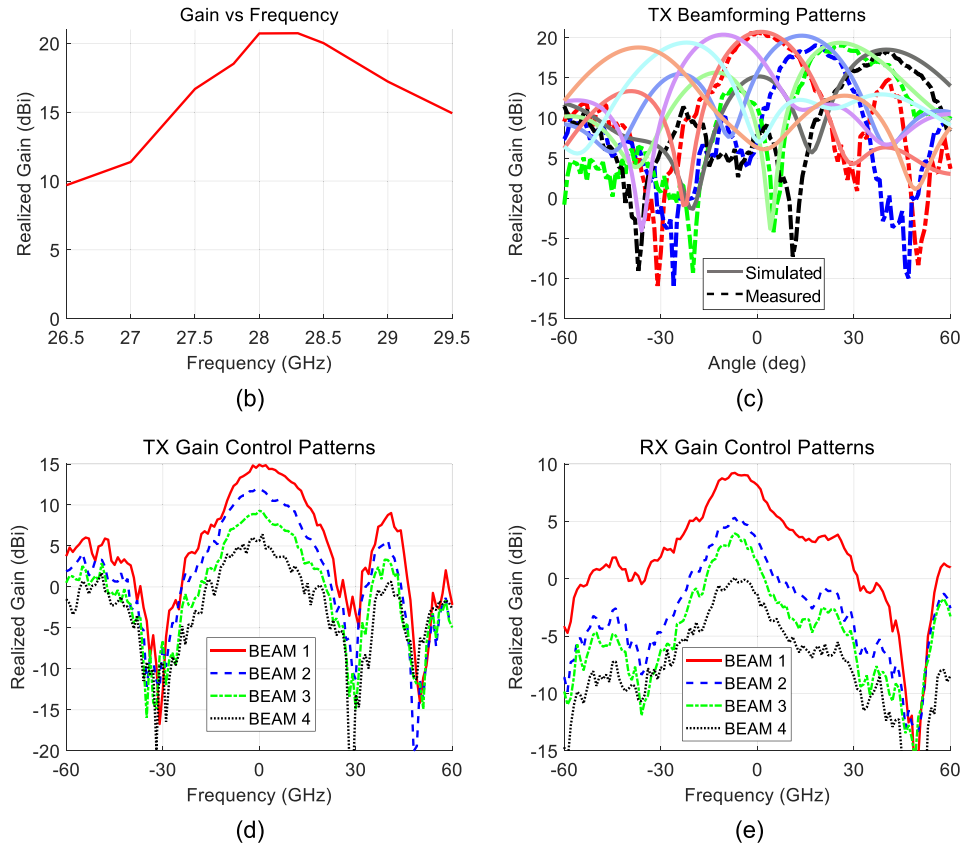 Gain vs Frequency
Realized Gain (dBi)
20
15
10
5
0
26.5 27 27.5 28 28.5 29 29.5
Frequency (GHz)
(b)
TX Beamforming Patterns
Realized Gain (dBi)
20
15
10
5
0
-5
-10
-15
Simulated
Measured
-60 -30 0 30 60
Angle (deg)
(c)
TX Gain Control Patterns
Realized Gain (dBi)
15
10
5
0
-5
-10
-15
-20
BEAM 1
BEAM 2
BEAM 3
BEAM 4
-60 -30 0 30 60
Frequency (GHz)
(d)
RX Gain Control Patterns
Realized Gain (dBi)
10
5
0
-5
-10
-15
BEAM 1
BEAM 2
BEAM 3
BEAM 4
-60 -30 0 30 60
Frequency (GHz)
(e)